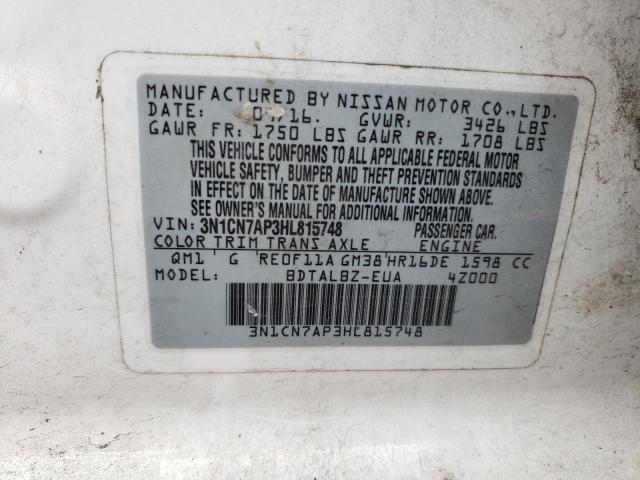 MANUFACTURED BY NISSAN MOTOR CO.,LTD.
DATE: GVWR: 3426 LBS
GAWR FR: 1750 LBS GAWR RR: 1708 LBS
THIS VEHICLE CONFORMS TO ALL APPLICABLE FEDERAL MOTOR
VEHICLE SAFETY, BUMPER AND THEFT PREVENTION STANDARDS
IN EFFECT ON THE DATE OF MANUFACTURE SHOWN ABOVE.
SEE OWNER'S MANUAL FOR ADDITIONAL INFORMATION.
VIN: 3N1CN7AP3HL815748 PASSENGER CAR.
COLOR TRIM TRANS AXLE ENGINE
QM1 G RE0F11A GM38 HR16DE 1598 CC
MODEL: BDTALBZ-EUA 4Z000
3N1CN7AP3HL815748